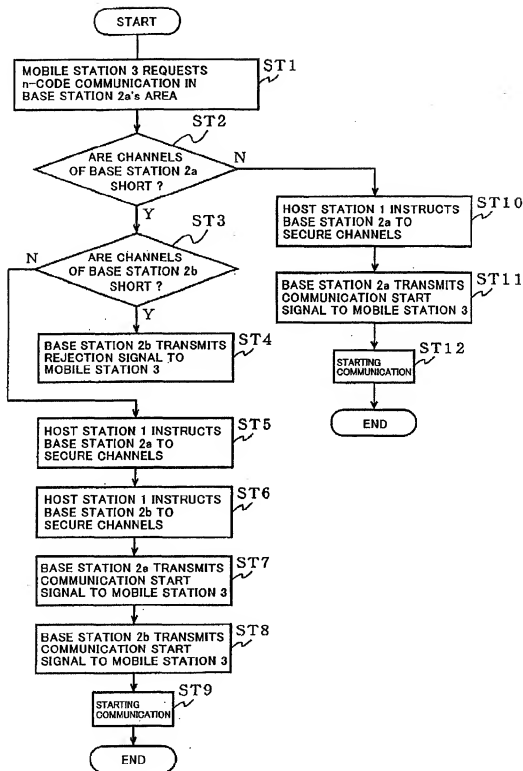 START
MOBILE STATION 3 REQUESTS
n-CODE COMMUNICATION IN
BASE STATION 2a's AREA
ST1
ST2
ARE CHANNELS
OF BASE STATION 2a
SHORT ?
N
Y
ST3
N
ARE CHANNELS
OF BASE STATION 2b
SHORT ?
Y
BASE STATION 2b TRANSMITS
REJECTION SIGNAL TO
MOBILE STATION 3
ST4
HOST STATION 1 INSTRUCTS
BASE STATION 2a TO
SECURE CHANNELS
ST5
HOST STATION 1 INSTRUCTS
BASE STATION 2b TO
SECURE CHANNELS
ST6
BASE STATION 2a TRANSMITS
COMMUNICATION START
SIGNAL TO MOBILE STATION 3
ST7
BASE STATION 2b TRANSMITS
COMMUNICATION START
SIGNAL TO MOBILE STATION 3
ST8
STARTING
COMMUNICATION
ST9
END
HOST STATION 1 INSTRUCTS
BASE STATION 2a TO
SECURE CHANNELS
ST10
BASE STATION 2a TRANSMITS
COMMUNICATION START
SIGNAL TO MOBILE STATION 3
ST11
STARTING
COMMUNICATION
ST12
END